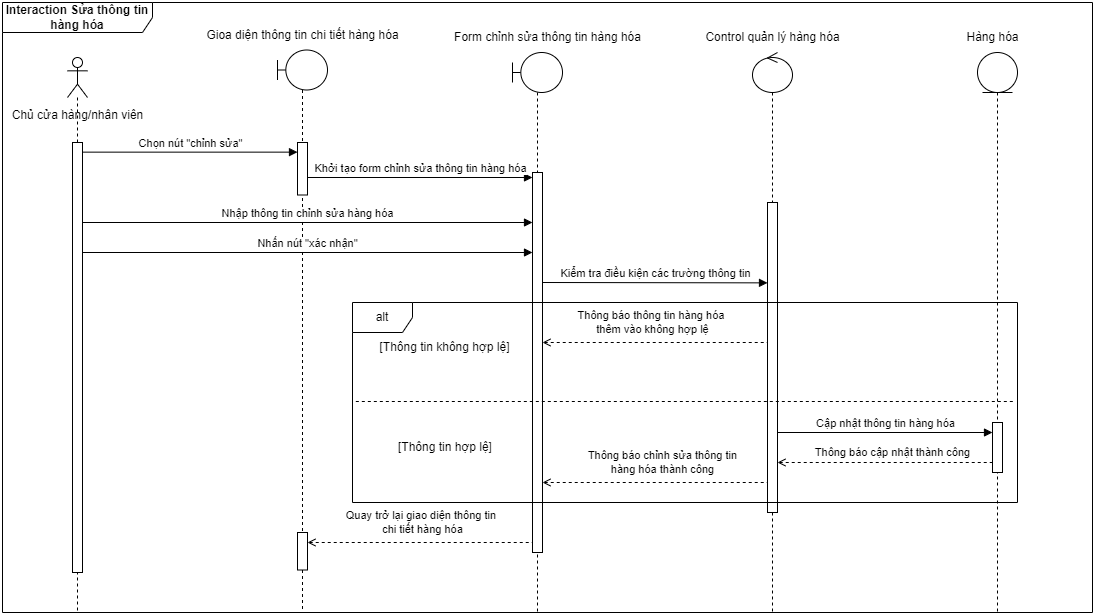 Interaction Sửa thông tin
hàng hóa
Gioa diện thông tin chi tiết hàng hóa
Form chỉnh sửa thông tin hàng hóa
Control quản lý hàng hóa
Hàng hóa
Chủ cửa hàng/nhân viên
Chọn nút "chỉnh sửa"
Khởi tạo form chỉnh sửa thông tin hàng hóa
Nhập thông tin chỉnh sửa hàng hóa
Nhấn nút "xác nhận"
Kiểm tra điều kiện các trường thông tin
alt
Thông báo thông tin hàng hóa
thêm vào không hợp lệ
[Thông tin không hợp lệ]
Cập nhật thông tin hàng hóa
[Thông tin hợp lệ]
Thông báo cập nhật thành công
Thông báo chỉnh sửa thông tin
hàng hóa thành công
Quay trở lại giao diện thông tin
chi tiết hàng hóa